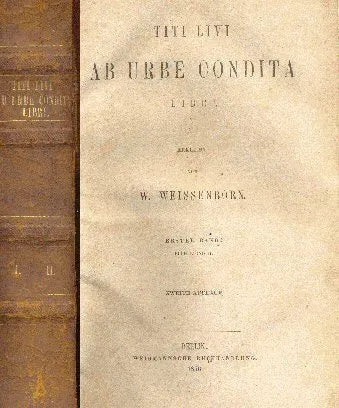 TITI LIVI
AB URBE CONDITA
LIBRI
I. II.
TITI LIVI
AB URBE CONDITA
LIBRI
VON
W. WEISSENBORN.
ERSTER BAND:
ZWEITE AUFLAGE
BERLIN,
WEIDMANNSCHE BUCHHANDLUNG.